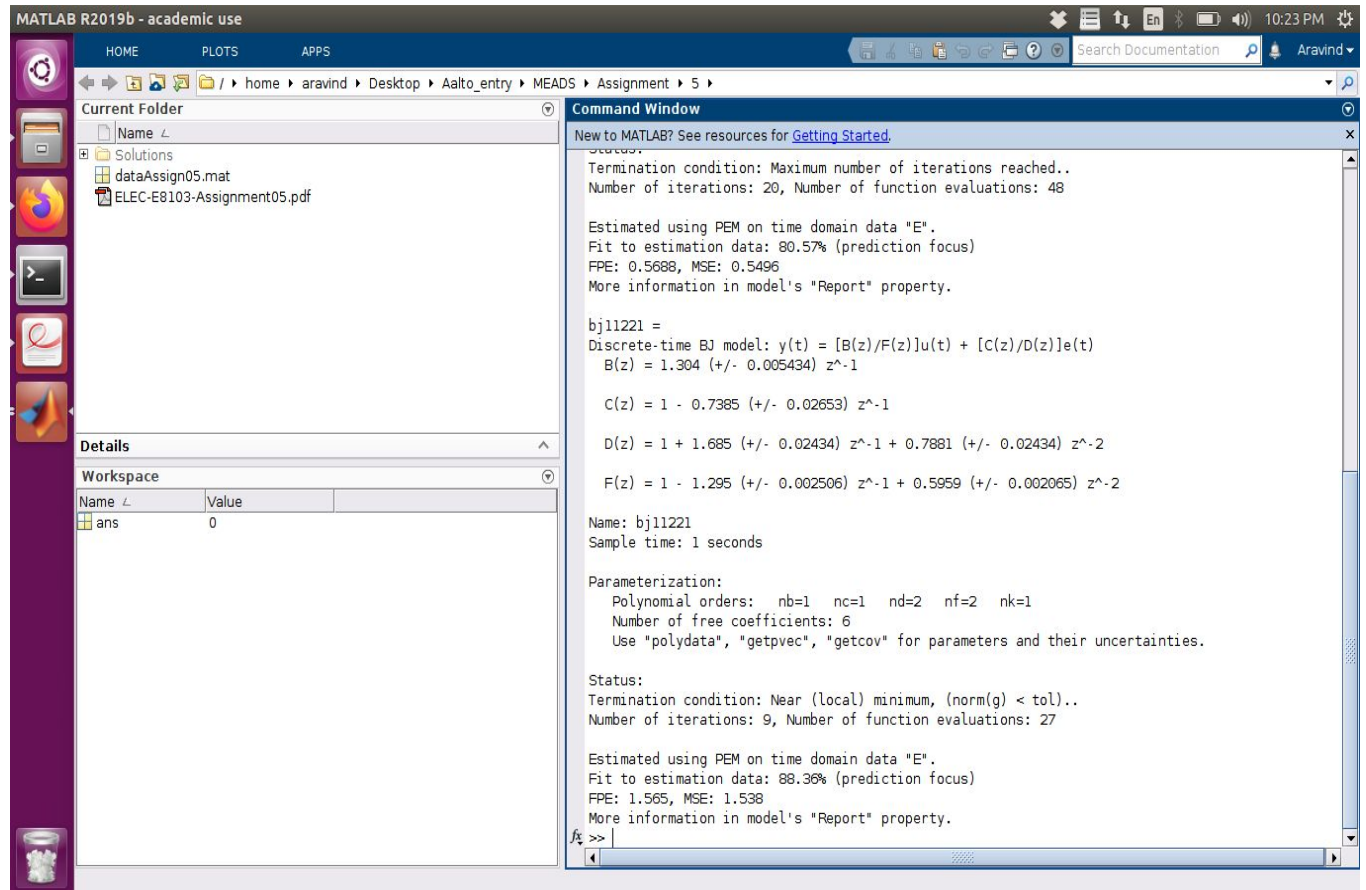 MATLAB R2019b - academic use
En
10:23 PM
HOME PLOTS APPS
Search Documentation
Aravind
/ home aravind Desktop Aalto_entry MEADS Assignment 5
Current Folder
Name
Solutions
dataAssign05.mat
ELEC-E8103-Assignment05.pdf
Details
Workspace
Name Value
ans 0
Command Window
New to MATLAB? See resources for Getting Started.
Status:
Termination condition: Maximum number of iterations reached..
Number of iterations: 20, Number of function evaluations: 48
Estimated using PEM on time domain data "E".
Fit to estimation data: 80.57% (prediction focus)
FPE: 0.5688, MSE: 0.5496
More information in model's "Report" property.
bj11221 =
Discrete-time BJ model: y(t) = [B(z)/F(z)]u(t) + [C(z)/D(z)]e(t)
B(z) = 1.304 (+/- 0.005434) z^-1
C(z) = 1 - 0.7385 (+/- 0.02653) z^-1
D(z) = 1 + 1.685 (+/- 0.02434) z^-1 + 0.7881 (+/- 0.02434) z^-2
F(z) = 1 - 1.295 (+/- 0.002506) z^-1 + 0.5959 (+/- 0.002065) z^-2
Name: bj11221
Sample time: 1 seconds
Parameterization:
Polynomial orders: nb=1 nc=1 nd=2 nf=2 nk=1
Number of free coefficients: 6
Use "polydata", "getpvec", "getcov" for parameters and their uncertainties.
Status:
Termination condition: Near (local) minimum, (norm(g) < tol)..
Number of iterations: 9, Number of function evaluations: 27
Estimated using PEM on time domain data "E".
Fit to estimation data: 88.36% (prediction focus)
FPE: 1.565, MSE: 1.538
More information in model's "Report" property.
fx >>